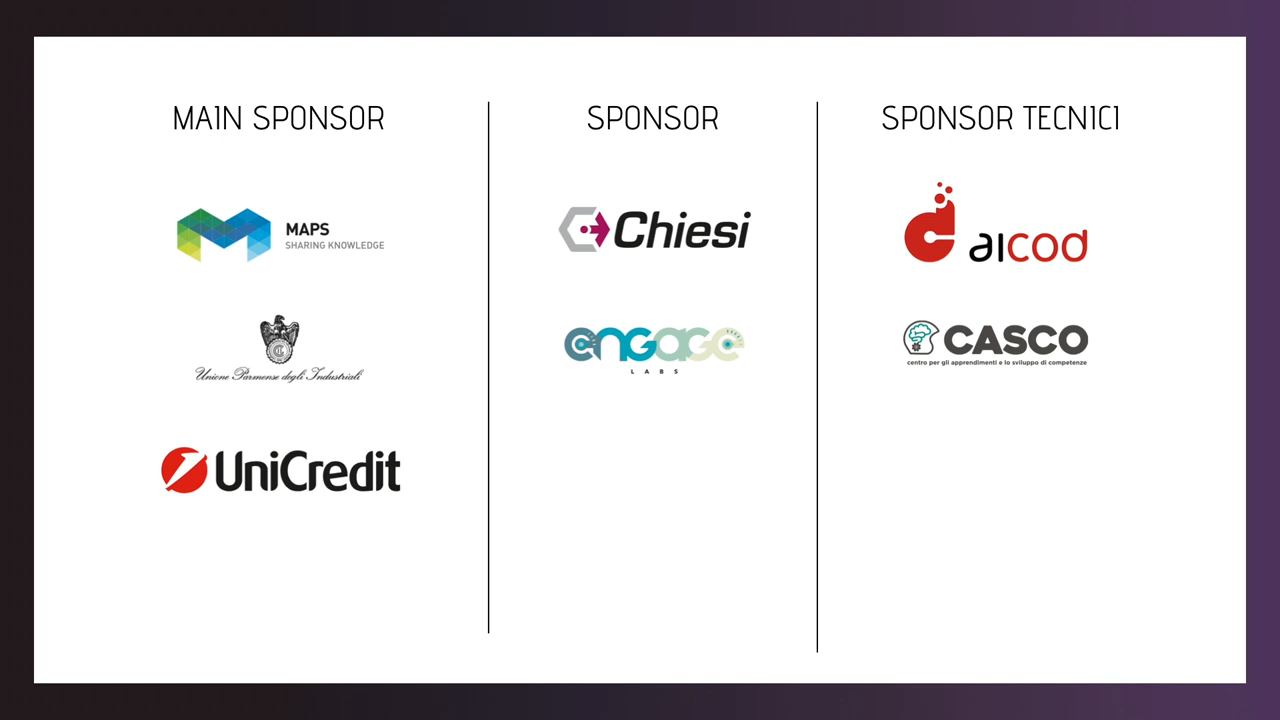 MAIN SPONSOR
MAPS
SHARING KNOWLEDGE
Unione Parmense degli Industriali
UniCredit
SPONSOR
Chiesi
engage
LABS
SPONSOR TECNICI
aicod
CASCO
centro per gli apprendimenti e lo sviluppo di competenze